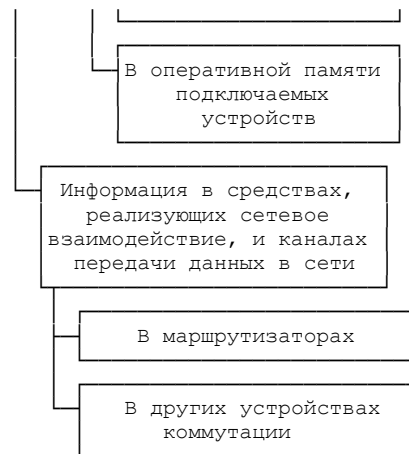 В оперативной памяти
подключаемых
устройств
Информация в средствах,
реализующих сетевое
взаимодействие, и каналах
передачи данных в сети
В маршрутизаторах
В других устройствах
коммутации